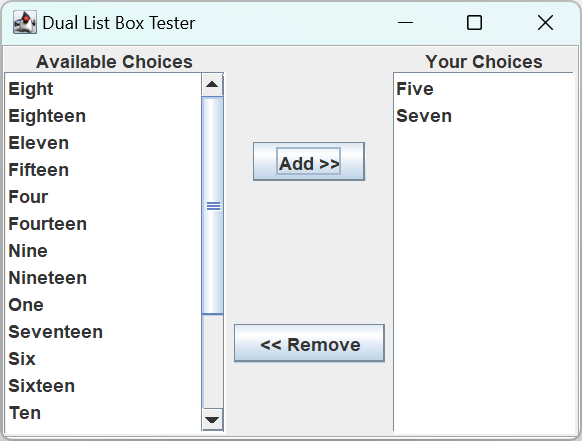 Dual List Box Tester
Available Choices
Eight
Eighteen
Eleven
Fifteen
Four
Fourteen
Nine
Nineteen
One
Seventeen
Six
Sixteen
Ten
Add >>
<< Remove
Your Choices
Five
Seven